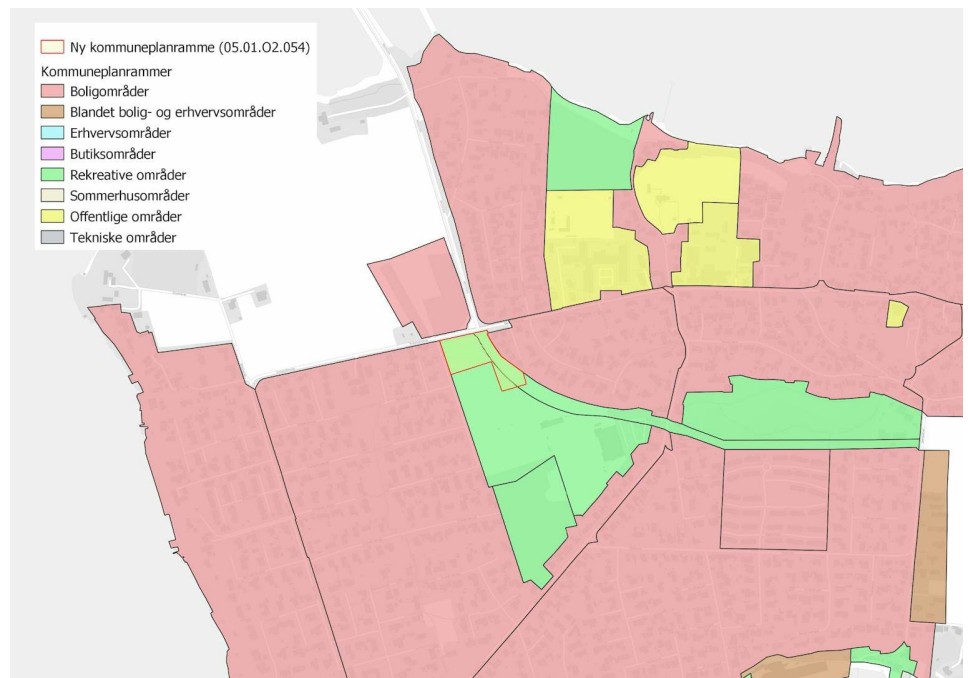 Ny kommuneplanramme (05.01.O2.054)
Kommuneplanrammer
Boligområder
Blandet bolig- og erhvervsområder
Erhvervsområder
Butiksområder
Rekreative områder
Sommerhusområder
Offentlige områder
Tekniske områder